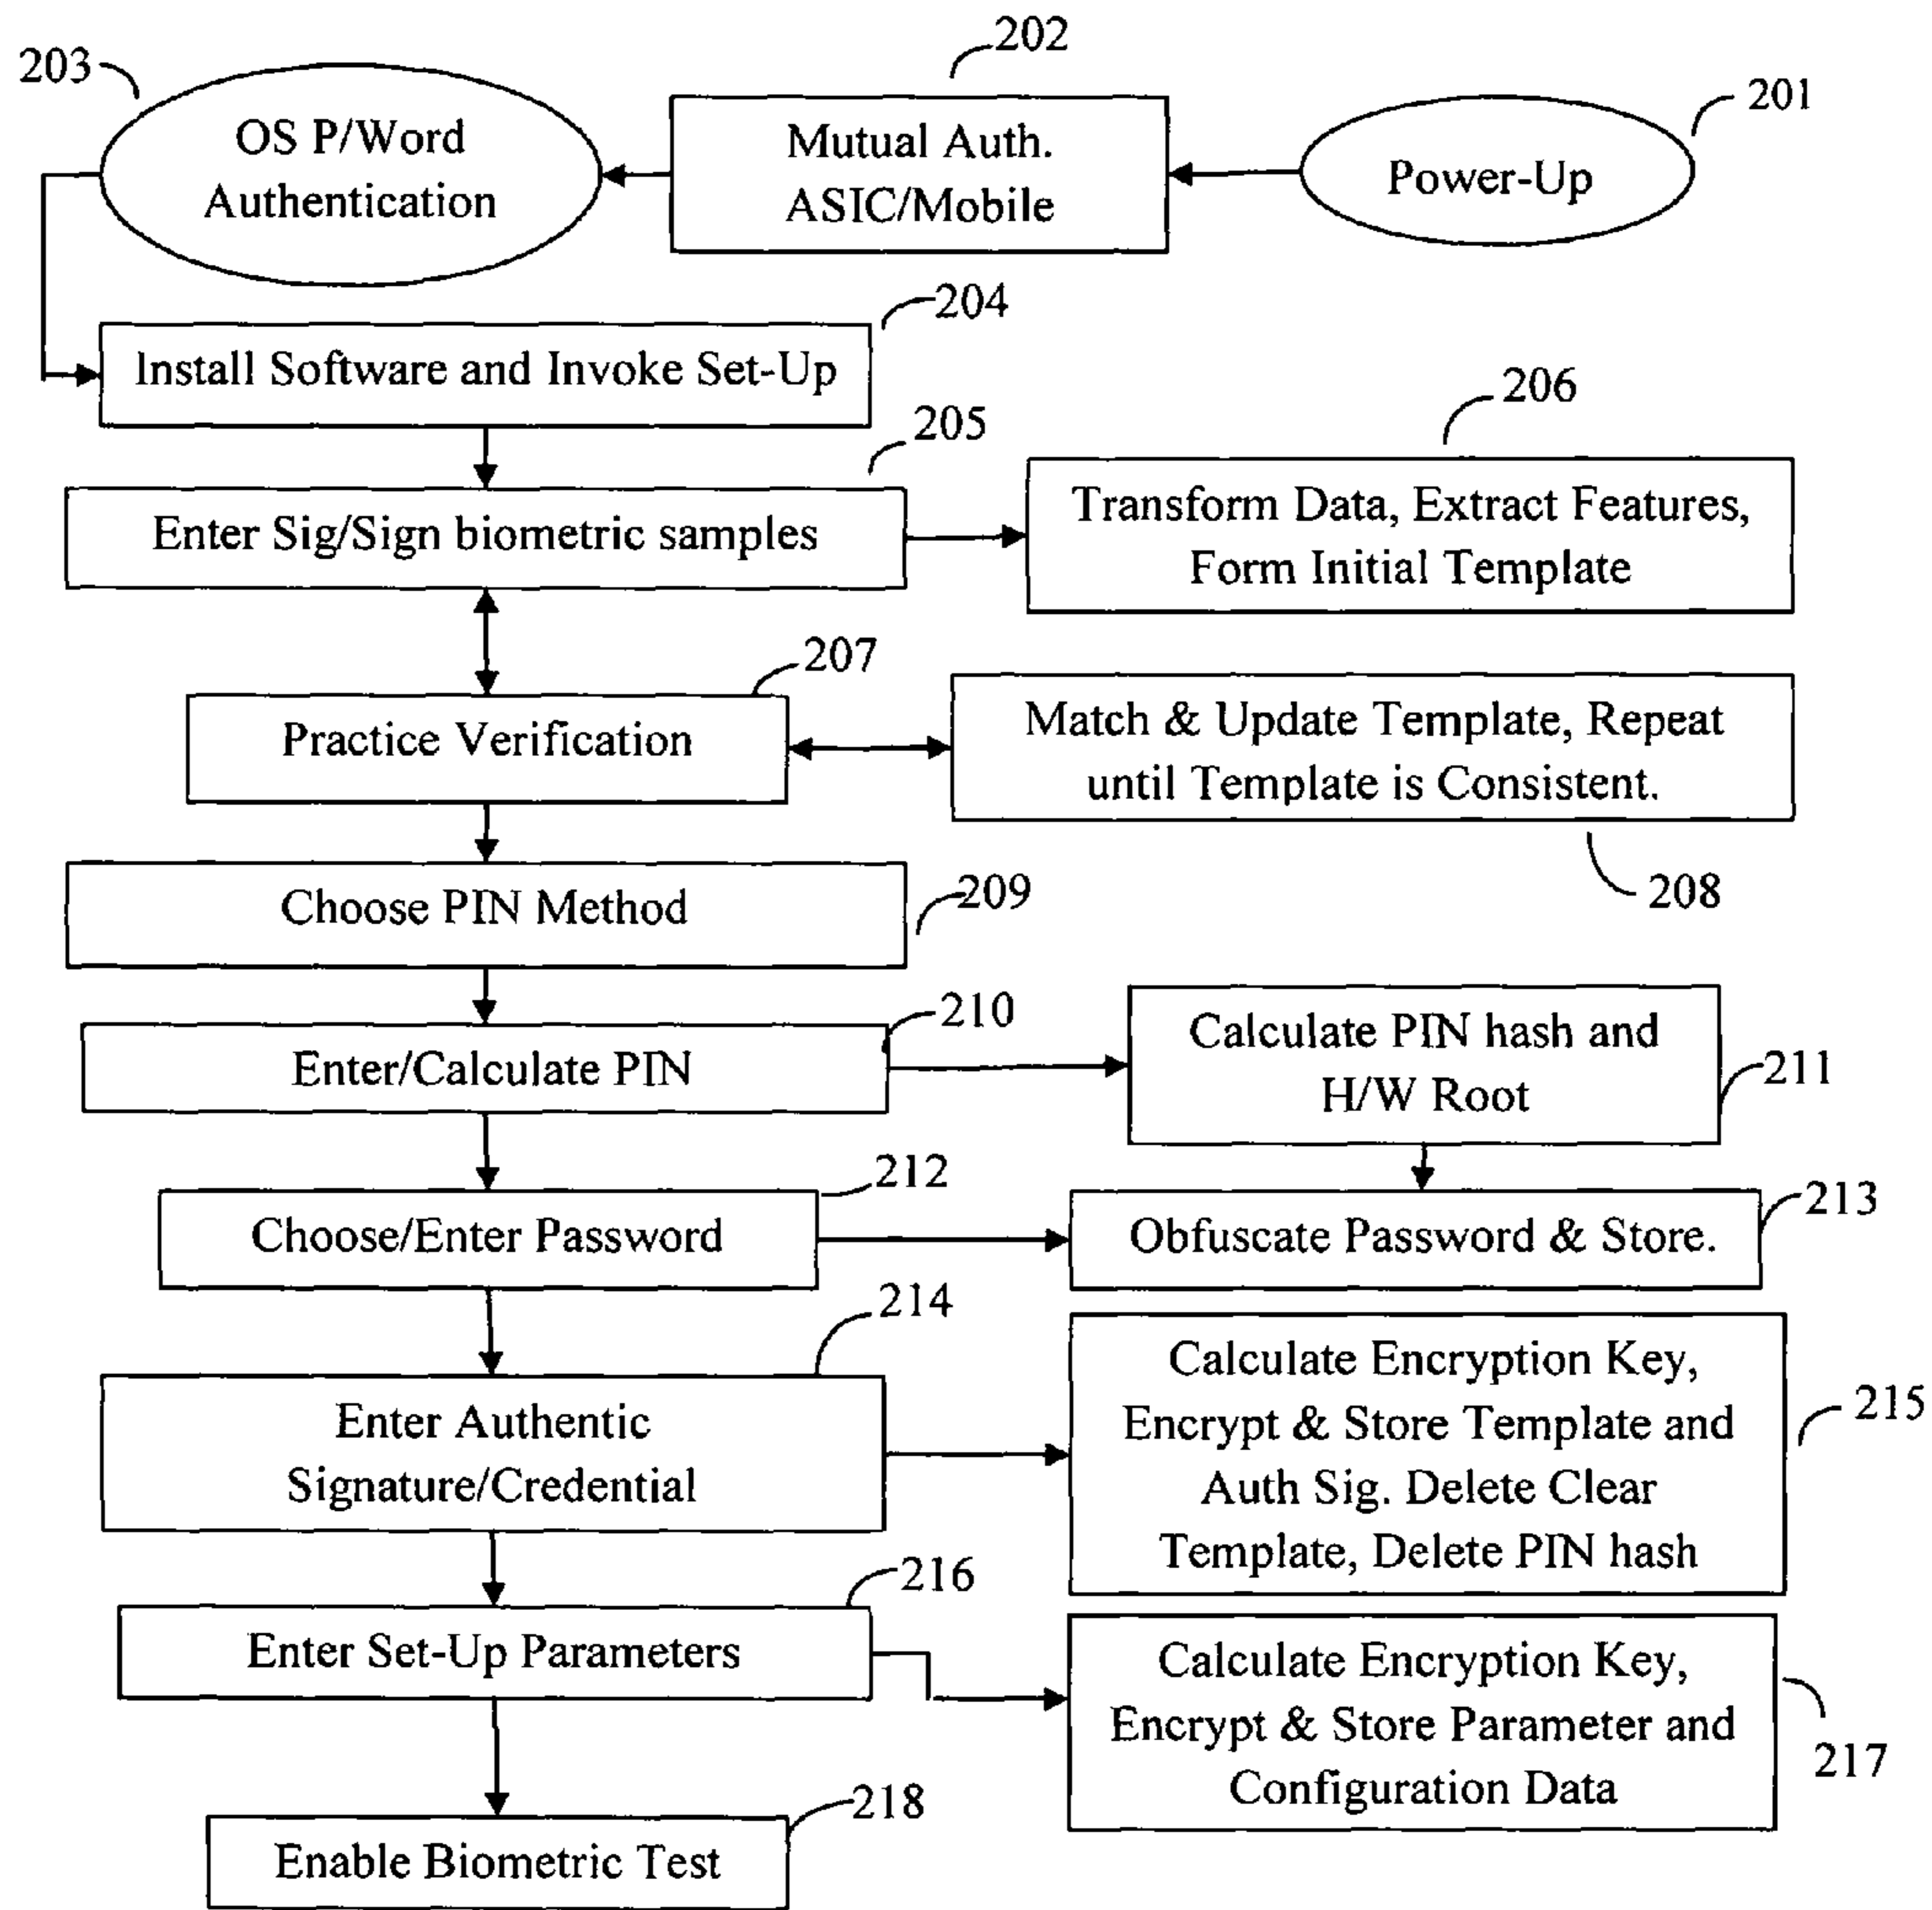 202
203
201
OS P/Word
Authentication
Mutual Auth.
ASIC/Mobile
Power-Up
204
Install Software and Invoke Set-Up
206
205
Enter Sig/Sign biometric samples
Transform Data, Extract Features,
Form Initial Template
207
Practice Verification
Match & Update Template, Repeat
until Template is Consistent.
208
Choose PIN Method
209
210
Enter/Calculate PIN
Calculate PIN hash and
H/W Root
211
212
Choose/Enter Password
Obfuscate Password & Store.
213
214
Enter Authentic
Signature/Credential
Calculate Encryption Key,
Encrypt & Store Template and
Auth Sig. Delete Clear
Template, Delete PIN hash
215
216
Enter Set-Up Parameters
Calculate Encryption Key,
Encrypt & Store Parameter and
Configuration Data
217
218
Enable Biometric Test